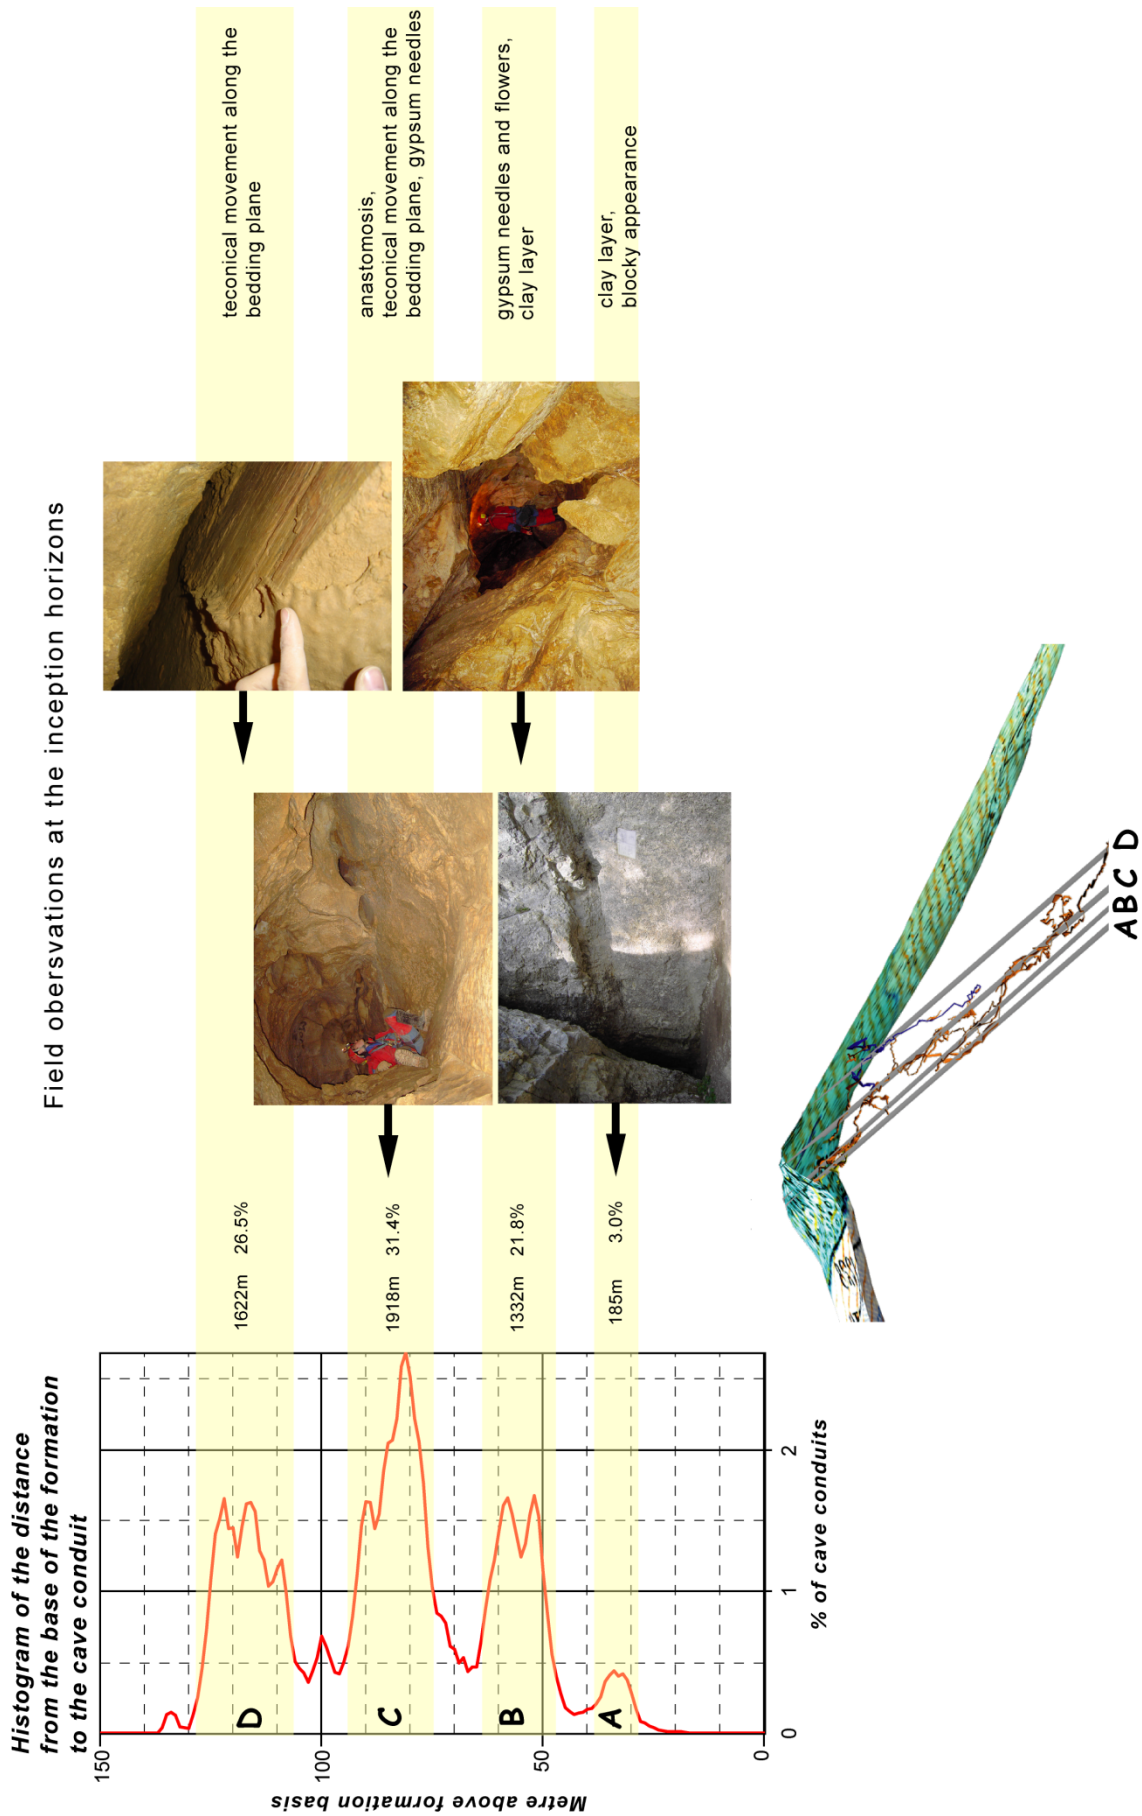 Histogram of the distance
from the base of the formation
to the cave conduit
Field obersvations at the inception horizons
Metre above formation basis
150
100
50
0
0
1
2
% of cave conduits
D
C
B
A
1622m 26.5%
1918m 31.4%
1332m 21.8%
185m 3.0%
teconical movement along the
bedding plane
anastomosis,
teconical movement along the
bedding plane, gypsum needles
gypsum needles and flowers,
clay layer
clay layer,
blocky appearance
A B C D